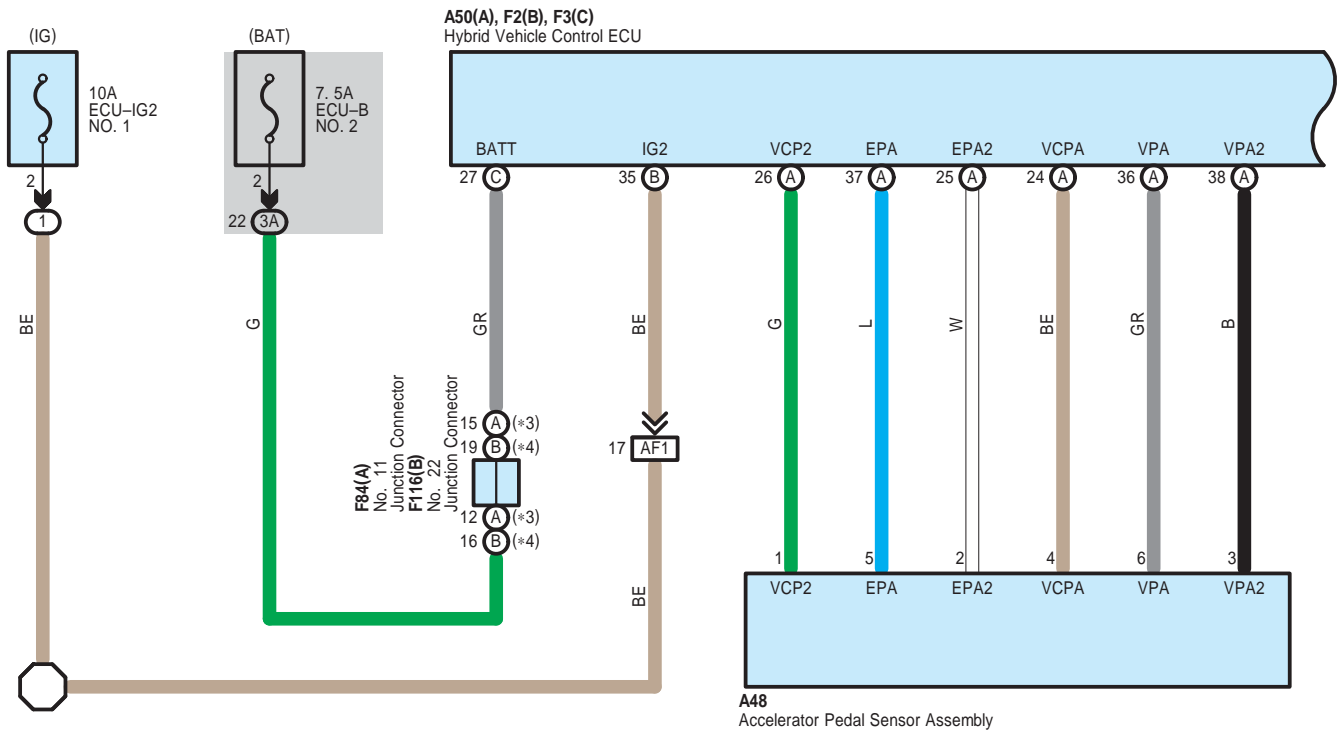 A50(A), F2(B), F3(C)
Hybrid Vehicle Control ECU
(IG)
(BAT)
10A
ECU–IG2
NO. 1
7. 5A
ECU–B
NO. 2
BATT
IG2
VCP2
EPA
EPA2
VCPA
VPA
VPA2
27 C
35 B
26 A
37 A
25 A
24 A
36 A
38 A
2
2
1
22 3A
BE
G
GR
BE
G
L
W
BE
GR
B
F84(A)
No. 11
Junction Connector
F116(B)
No. 22
Junction Connector
15 A (*3)
19 B (*4)
17 AF1
12 A (*3)
16 B (*4)
BE
1
5
2
4
6
3
VCP2
EPA
EPA2
VCPA
VPA
VPA2
A48
Accelerator Pedal Sensor Assembly